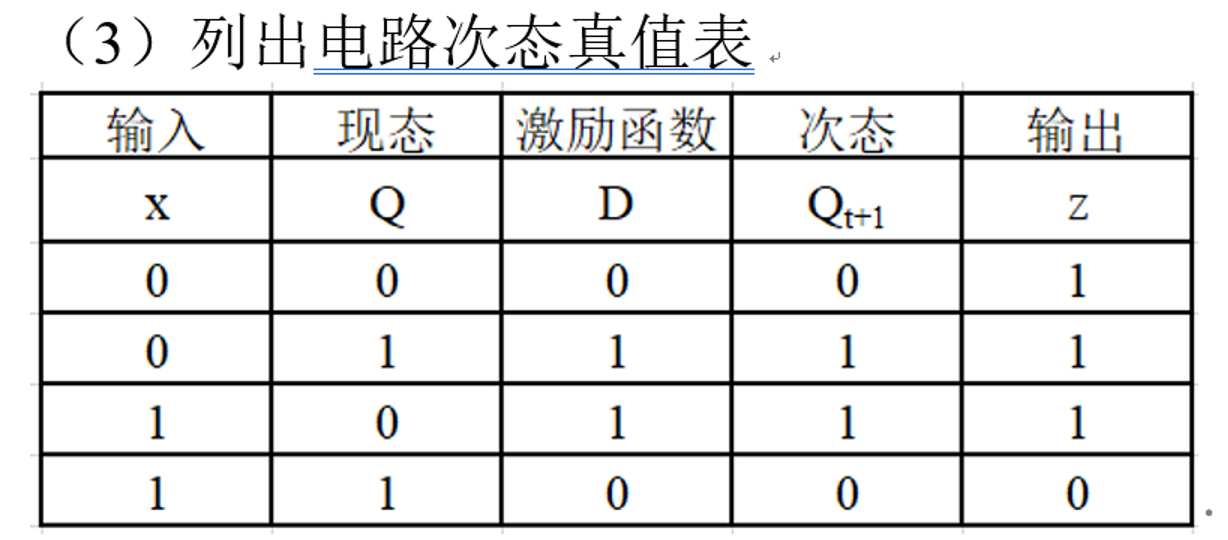 （3）列出电路次态真值表
输入 现态 激励函数 次态 输出
x Q D Qt+1 z
0 0 0 0 1
0 1 1 1 1
1 0 1 1 1
1 1 0 0 0